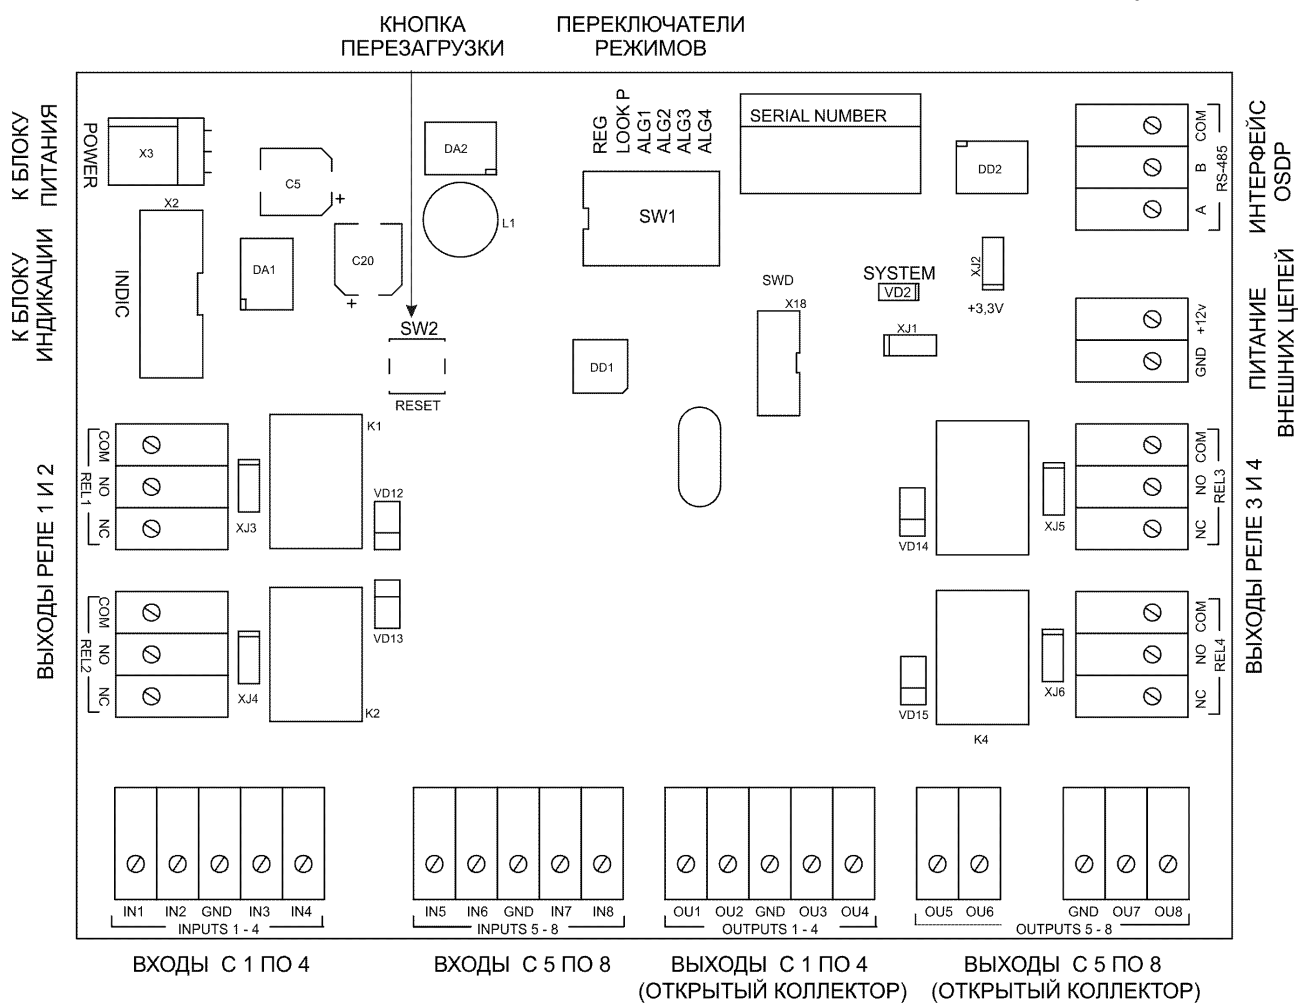 КНОПКА
ПЕРЕЗАГРУЗКИ
ПЕРЕКЛЮЧАТЕЛИ
РЕЖИМОВ
К БЛОКУ
ПИТАНИЯ
POWER
X3
C5
+
DA2
L1
REG
LOOK P
ALG1
ALG2
ALG3
ALG4
SW1
SERIAL NUMBER
DD2
COM
B
A
RS-485
ИНТЕРФЕЙС
OSDP
К БЛОКУ
ИНДИКАЦИИ
INDIC
X2
DA1
C20
+
SW2
RESET
DD1
SWD
X18
SYSTEM
VD2
XJ1
XJ2
+3,3V
+12v
GND
ПИТАНИЕ
ВНЕШНИХ ЦЕПЕЙ
ВЫХОДЫ РЕЛЕ 1 И 2
REL1
COM
NO
NC
XJ3
K1
VD12
REL2
COM
NO
NC
XJ4
K2
VD13
VD14
XJ5
COM
NO
NC
REL3
VD15
K4
XJ6
COM
NO
NC
REL4
ВЫХОДЫ РЕЛЕ 3 И 4
IN1 IN2 GND IN3 IN4
INPUTS 1 - 4
IN5 IN6 GND IN7 IN8
INPUTS 5 - 8
OU1 OU2 GND OU3 OU4
OUTPUTS 1 - 4
OU5 OU6 GND OU7 OU8
OUTPUTS 5 - 8
ВХОДЫ С 1 ПО 4
ВХОДЫ С 5 ПО 8
ВЫХОДЫ С 1 ПО 4
(ОТКРЫТЫЙ КОЛЛЕКТОР)
ВЫХОДЫ С 5 ПО 8
(ОТКРЫТЫЙ КОЛЛЕКТОР)